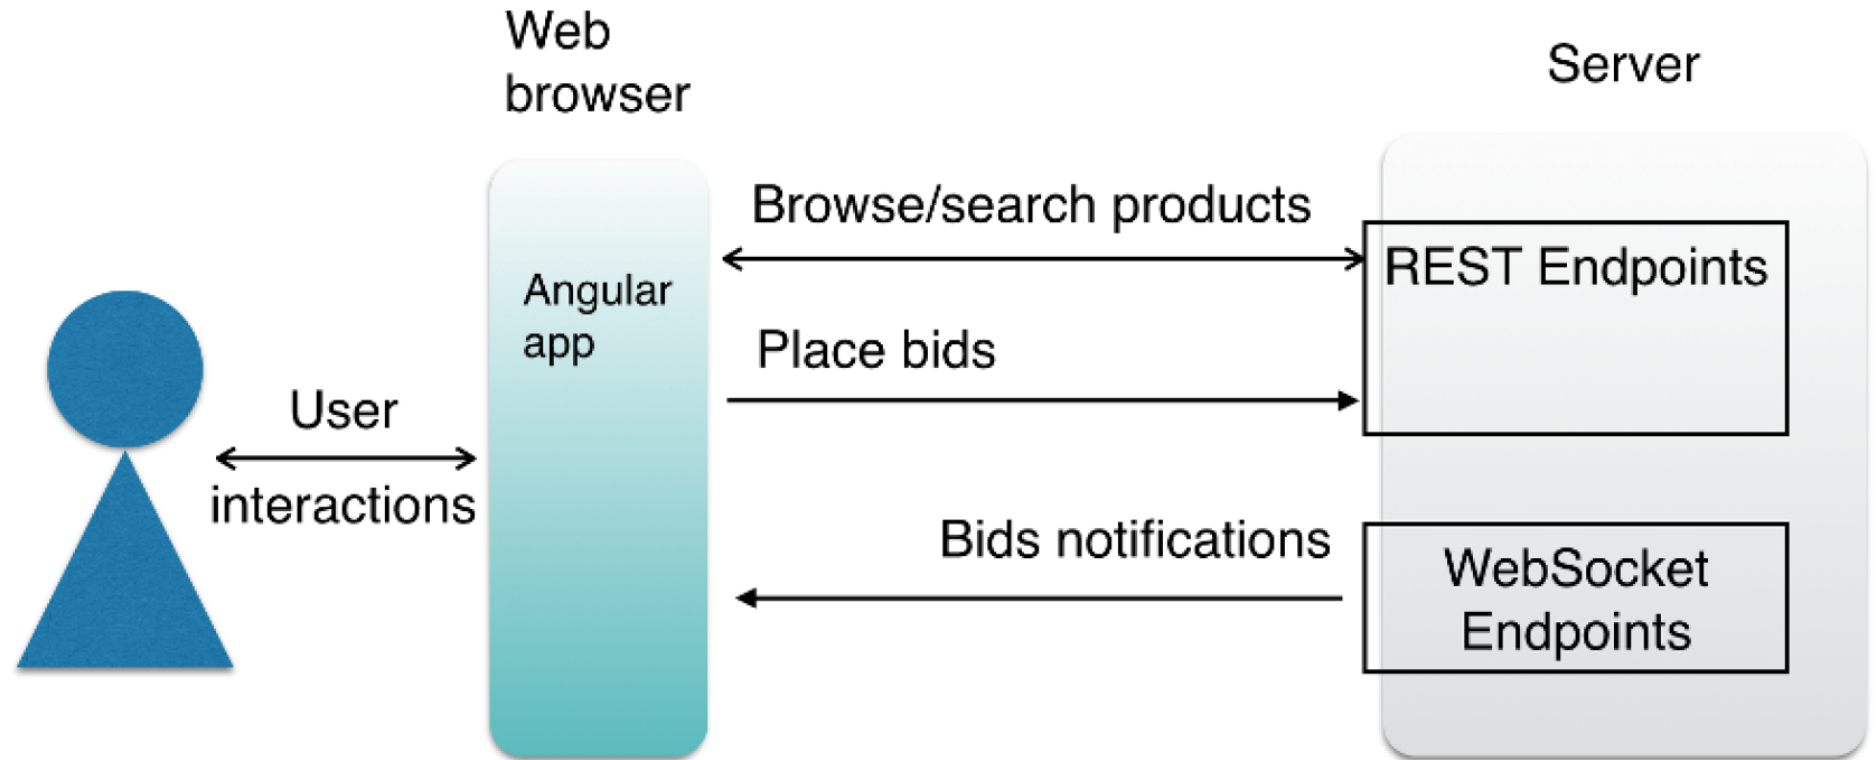 Web
browser
Server
Browse/search products
REST Endpoints
Angular
app
Place bids
User
interactions
Bids notifications
WebSocket
Endpoints